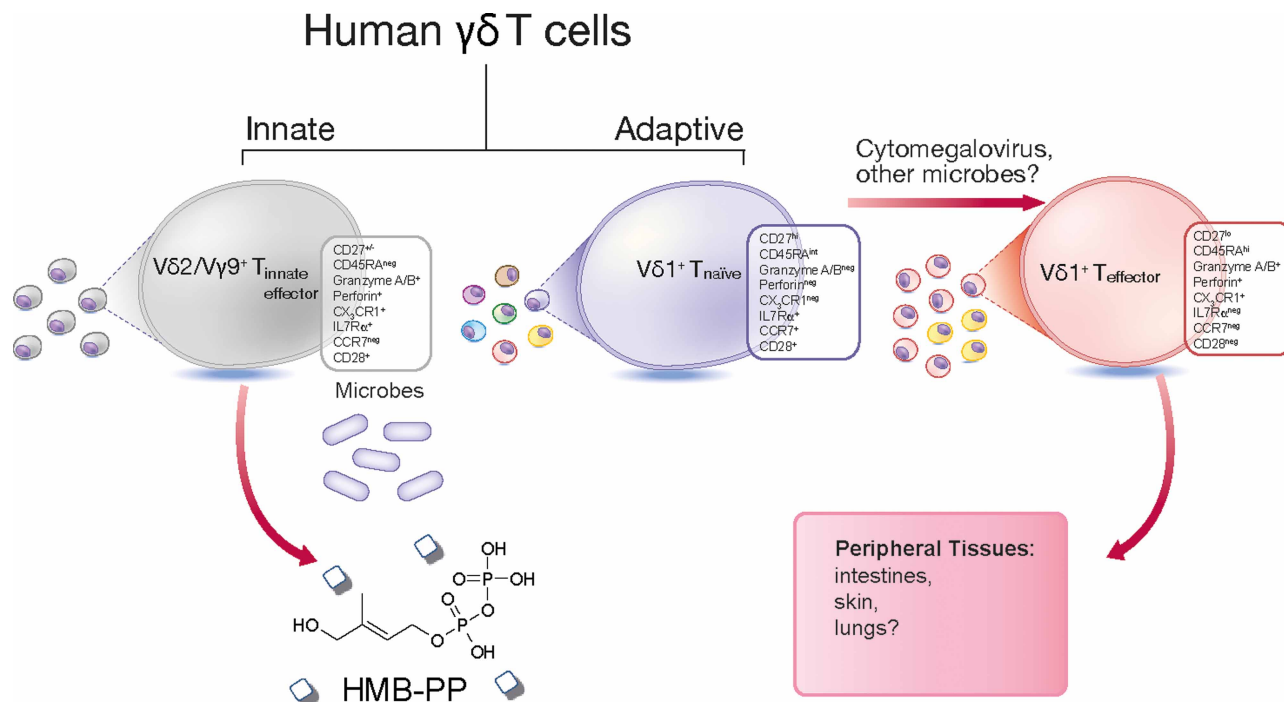 Human γδ T cells
Innate
Adaptive
Cytomegalovirus,
other microbes?
Vδ2/Vγ9⁺ T innate
effector
CD27⁺/⁻
CD45RAⁿᵉᵍ
Granzyme A/B⁺
Perforin⁺
CX₃CR1⁺
IL7Rα⁺
CCR7ⁿᵉᵍ
CD28⁺
Vδ1⁺ T naïve
CD27ʰⁱ
CD45RAⁱⁿᵗ
Granzyme A/Bⁿᵉᵍ
Perforinⁿᵉᵍ
CX₃CR1ⁿᵉᵍ
IL7Rα⁺
CCR7⁺
CD28⁺
Vδ1⁺ T effector
CD27ˡᵒ
CD45RAʰⁱ
Granzyme A/B⁺
Perforin⁺
CX₃CR1⁺
IL7Rαⁿᵉᵍ
CCR7ⁿᵉᵍ
CD28ⁿᵉᵍ
Microbes
OH
O P OH
O
O
HO O P
OH
HMB-PP
Peripheral Tissues:
intestines,
skin,
lungs?